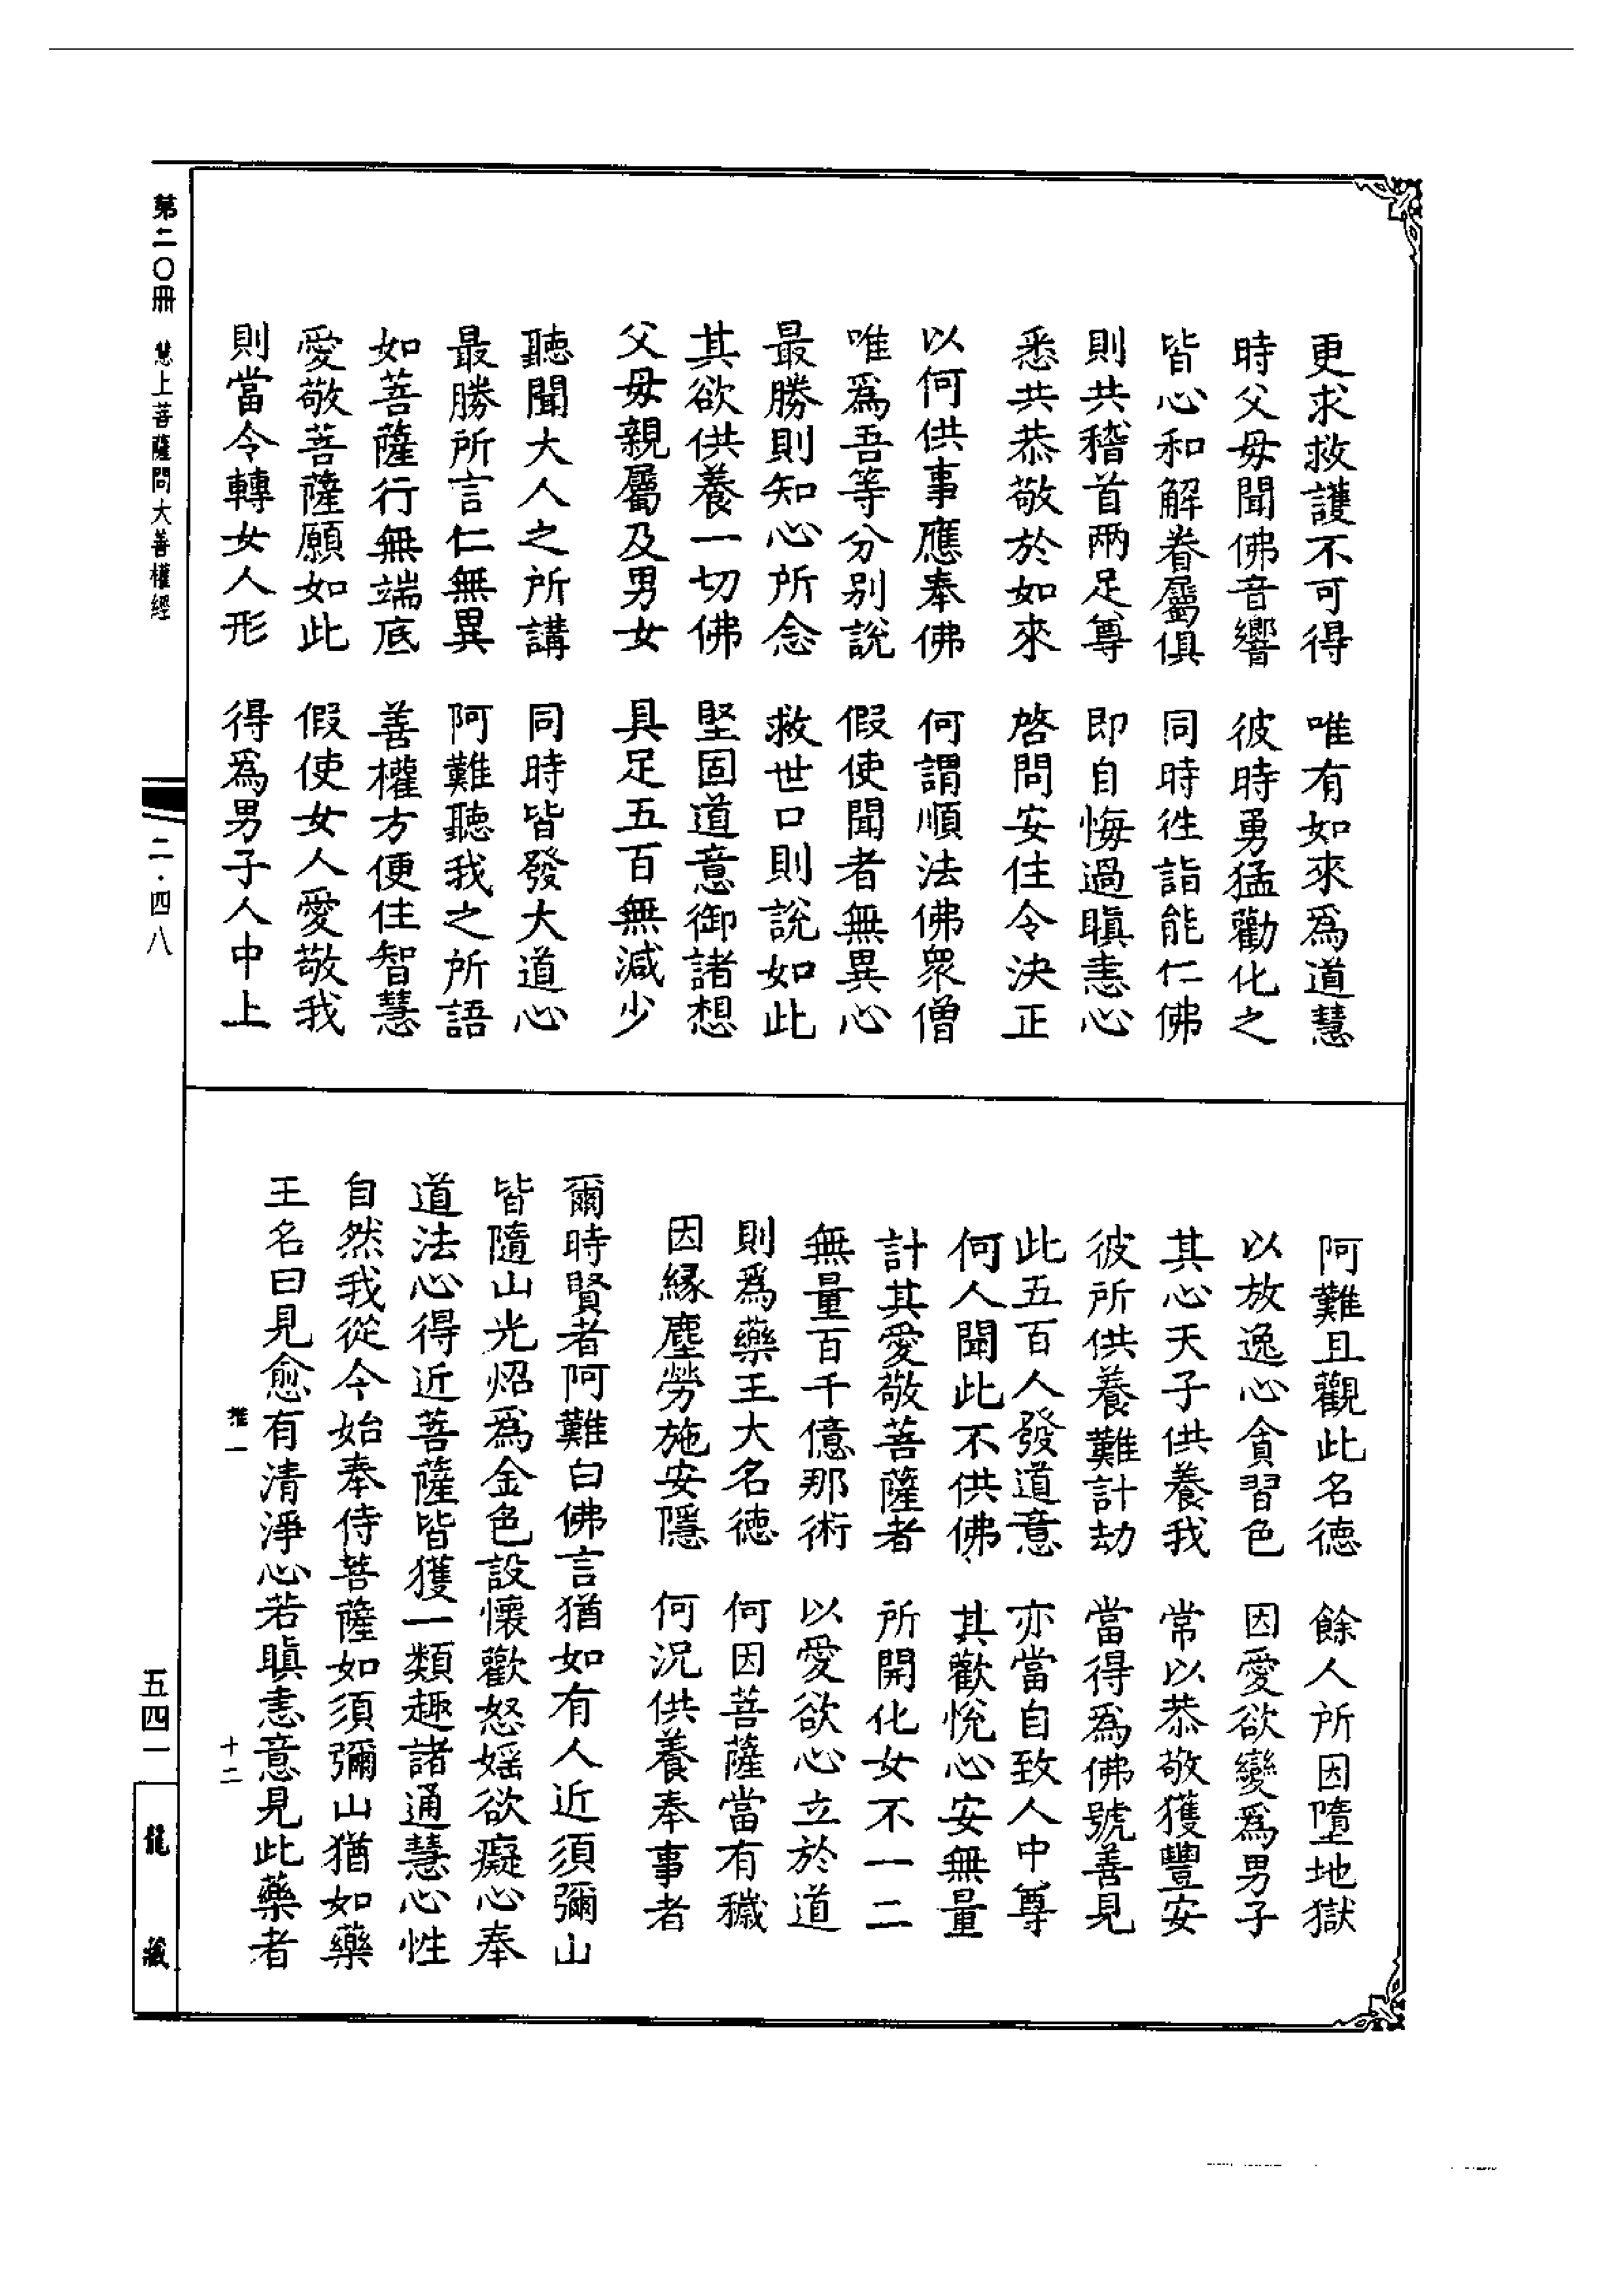 更求救護不可得　唯有如來爲道慧
時父母聞佛音響　彼時勇猛勸化之
皆心和解眷屬俱　同時徃詣能仁佛
則共稽首兩足尊　即自悔過瞋恚心
悉共恭敬於如來　啓問安住令決正
以何供事應奉佛　何謂順法佛衆僧
唯爲吾等分别說　假使聞者無異心
最勝則知心所念　救世口則說如此
其欲供養一切佛　堅固道意御諸想
父母親屬及男女　具足五百無減少
聽聞大人之所講　同時皆發大道心
最勝所言仁無異　阿難聽我之所語
如菩薩行無端底　善權方便住智慧
愛敬菩薩願如此　假使女人愛敬我
則當令轉女人形　得爲男子人中上
阿難且觀此名德　餘人所因墮地獄
以放逸心貪習色　因愛欲變爲男子
其心天子供養我　常以恭敬獲豐安
彼所供養難計劫　當得爲佛號善見
此五百人發道意　亦當自致人中尊
何人聞此不供佛　其歡悅心安無量
計其愛敬菩薩者　所開化女不一二
無量百千億那術　以愛欲心立於道
則爲藥王大名德　何因菩薩當有穢
因緣塵勞施安隱　何況供養奉事者
爾時賢者阿難白佛言猶如有人近須彌山
皆隨山光炤爲金色設懷歡怒婬欲癡心奉
道法心得近菩薩皆獲一類趣諸通慧心性
自然我從今始奉侍菩薩如須彌山猶如藥
王名曰見愈有清淨心若瞋恚意見此藥者
雅一　十二
第二〇冊　慧上菩薩問大善權經
二·四八
五四一
龍藏